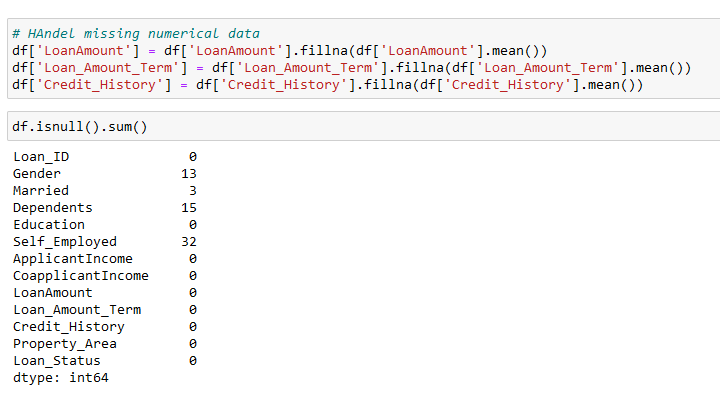 # HAndel missing numerical data
df['LoanAmount'] = df['LoanAmount'].fillna(df['LoanAmount'].mean())
df['Loan_Amount_Term'] = df['Loan_Amount_Term'].fillna(df['Loan_Amount_Term'].mean())
df['Credit_History'] = df['Credit_History'].fillna(df['Credit_History'].mean())
df.isnull().sum()
Loan_ID 0
Gender 13
Married 3
Dependents 15
Education 0
Self_Employed 32
ApplicantIncome 0
CoapplicantIncome 0
LoanAmount 0
Loan_Amount_Term 0
Credit_History 0
Property_Area 0
Loan_Status 0
dtype: int64